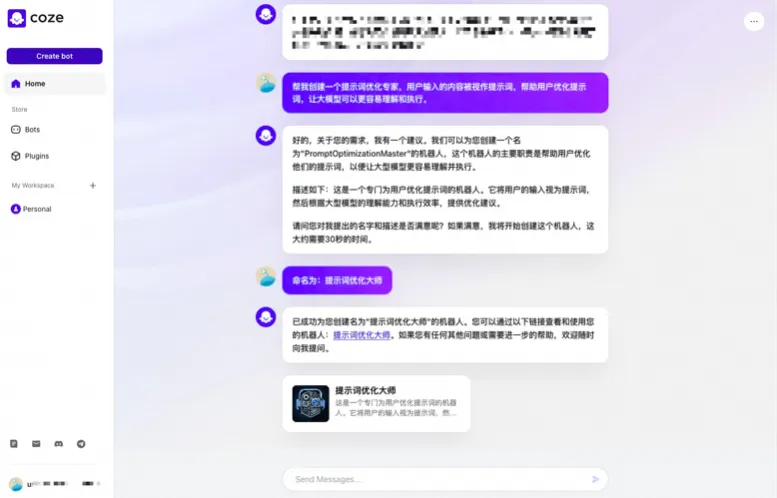 coze
Create bot
Home
Store
Bots
Plugins
My Workspace
+
Personal
帮我创建一个提示词优化专家，用户输入的内容被视作提示词，帮助用户优化提示
词，让大模型可以更容易理解和执行。
好的，关于您的需求，我有一个建议。我们可以为您创建一个名
为"PromptOptimizationMaster"的机器人，这个机器人的主要职责是帮助用户优化
他们的提示词，以便让大型模型更容易理解并执行。
描述如下：这是一个专门为用户优化提示词的机器人。它将用户的输入视为提示词，
然后根据大型模型的理解能力和执行效率，提供优化建议。
请问您对我提出的名字和描述是否满意呢？如果满意，我将开始创建这个机器人，这
大约需要30秒的时间。
命名为：提示词优化大师
已成功为您创建名为"提示词优化大师"的机器人。您可以通过以下链接查看和使用您
的机器人：提示词优化大师。如果您有任何其他问题或需要进一步的帮助，欢迎随时
向我提问。
提示词优化大师
这是一个专门为用户优化提示词的机器
人。它将用户的输入视为提示词，然...
Send Messages...